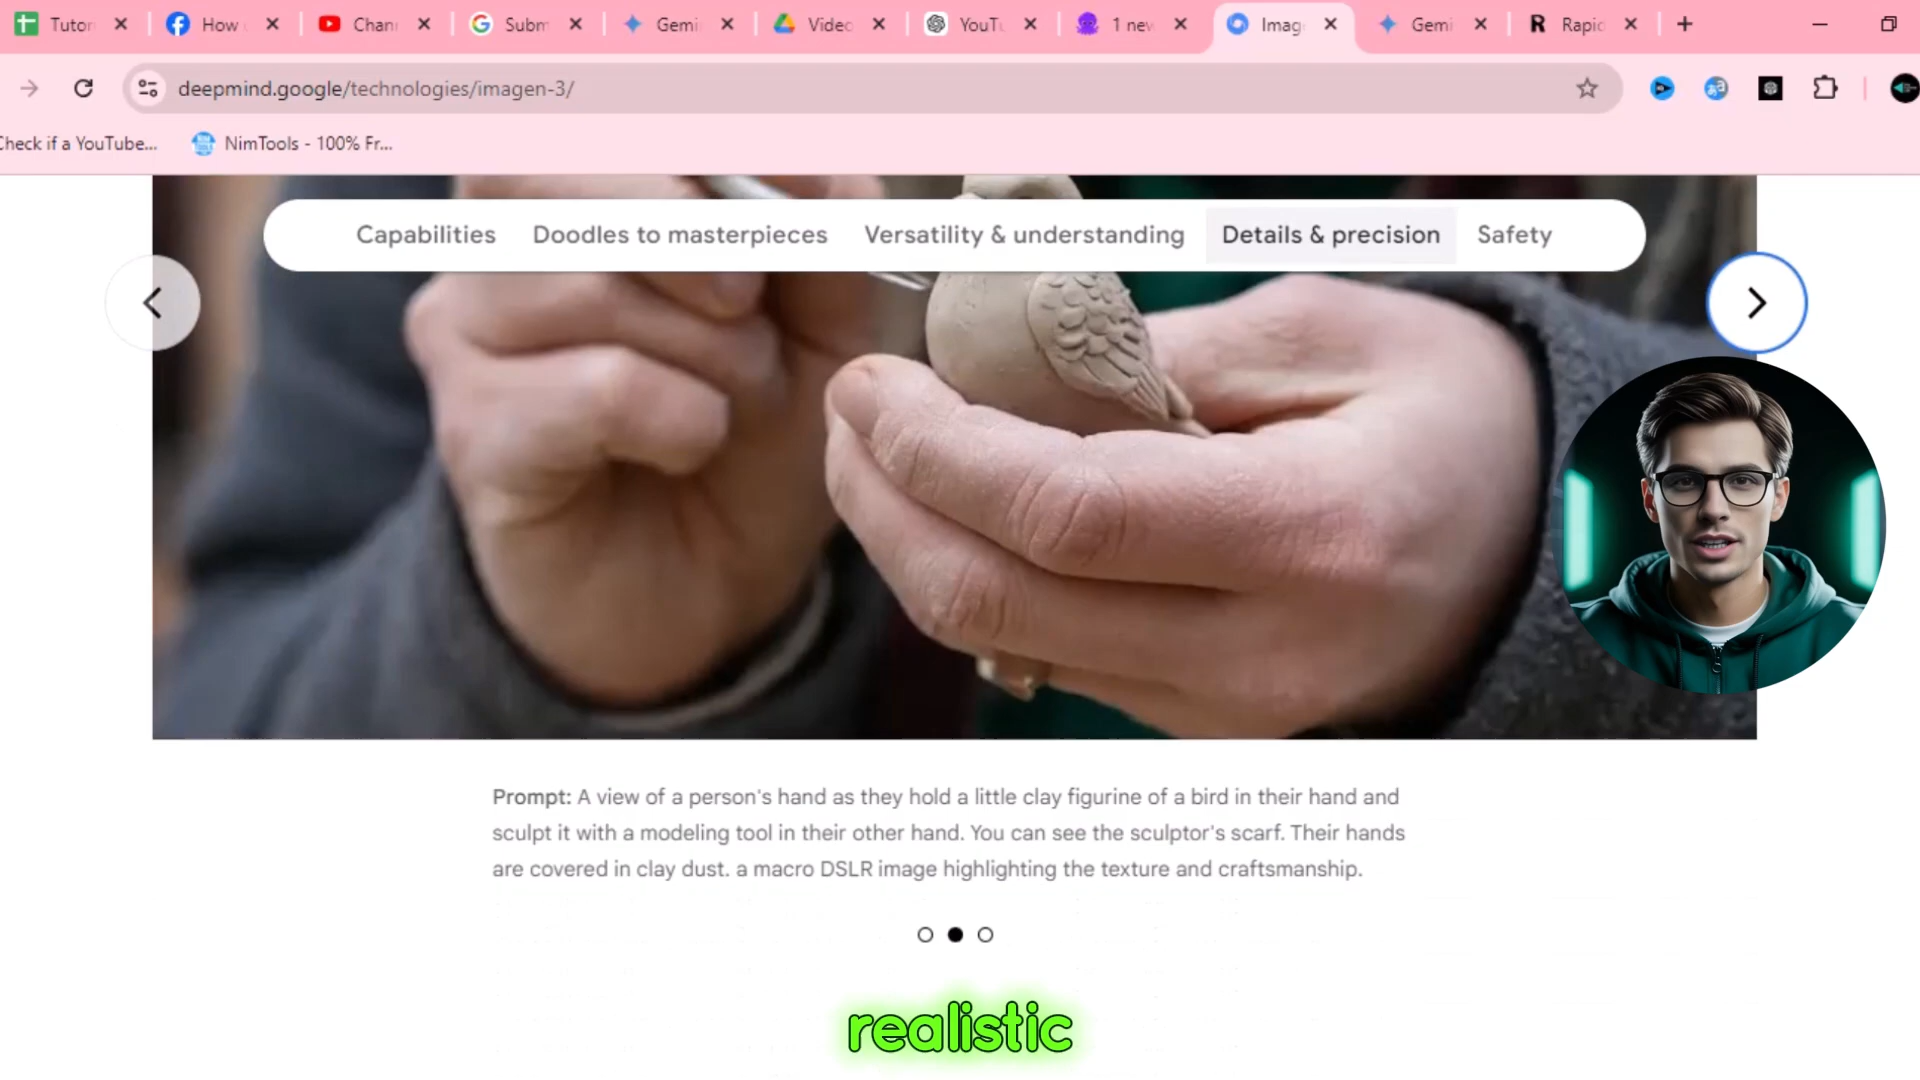 Tutor
How
Chan
Subm
Gemi
Video
YouTu
1 new
Imag
Gemi
Rapid
deepmind.google/technologies/imagen-3/
Check if a YouTube...
NimTools - 100% Fr...
Capabilities
Doodles to masterpieces
Versatility & understanding
Details & precision
Safety
Prompt: A view of a person's hand as they hold a little clay figurine of a bird in their hand and
sculpt it with a modeling tool in their other hand. You can see the sculptor's scarf. Their hands
are covered in clay dust. a macro DSLR image highlighting the texture and craftsmanship.
realistic